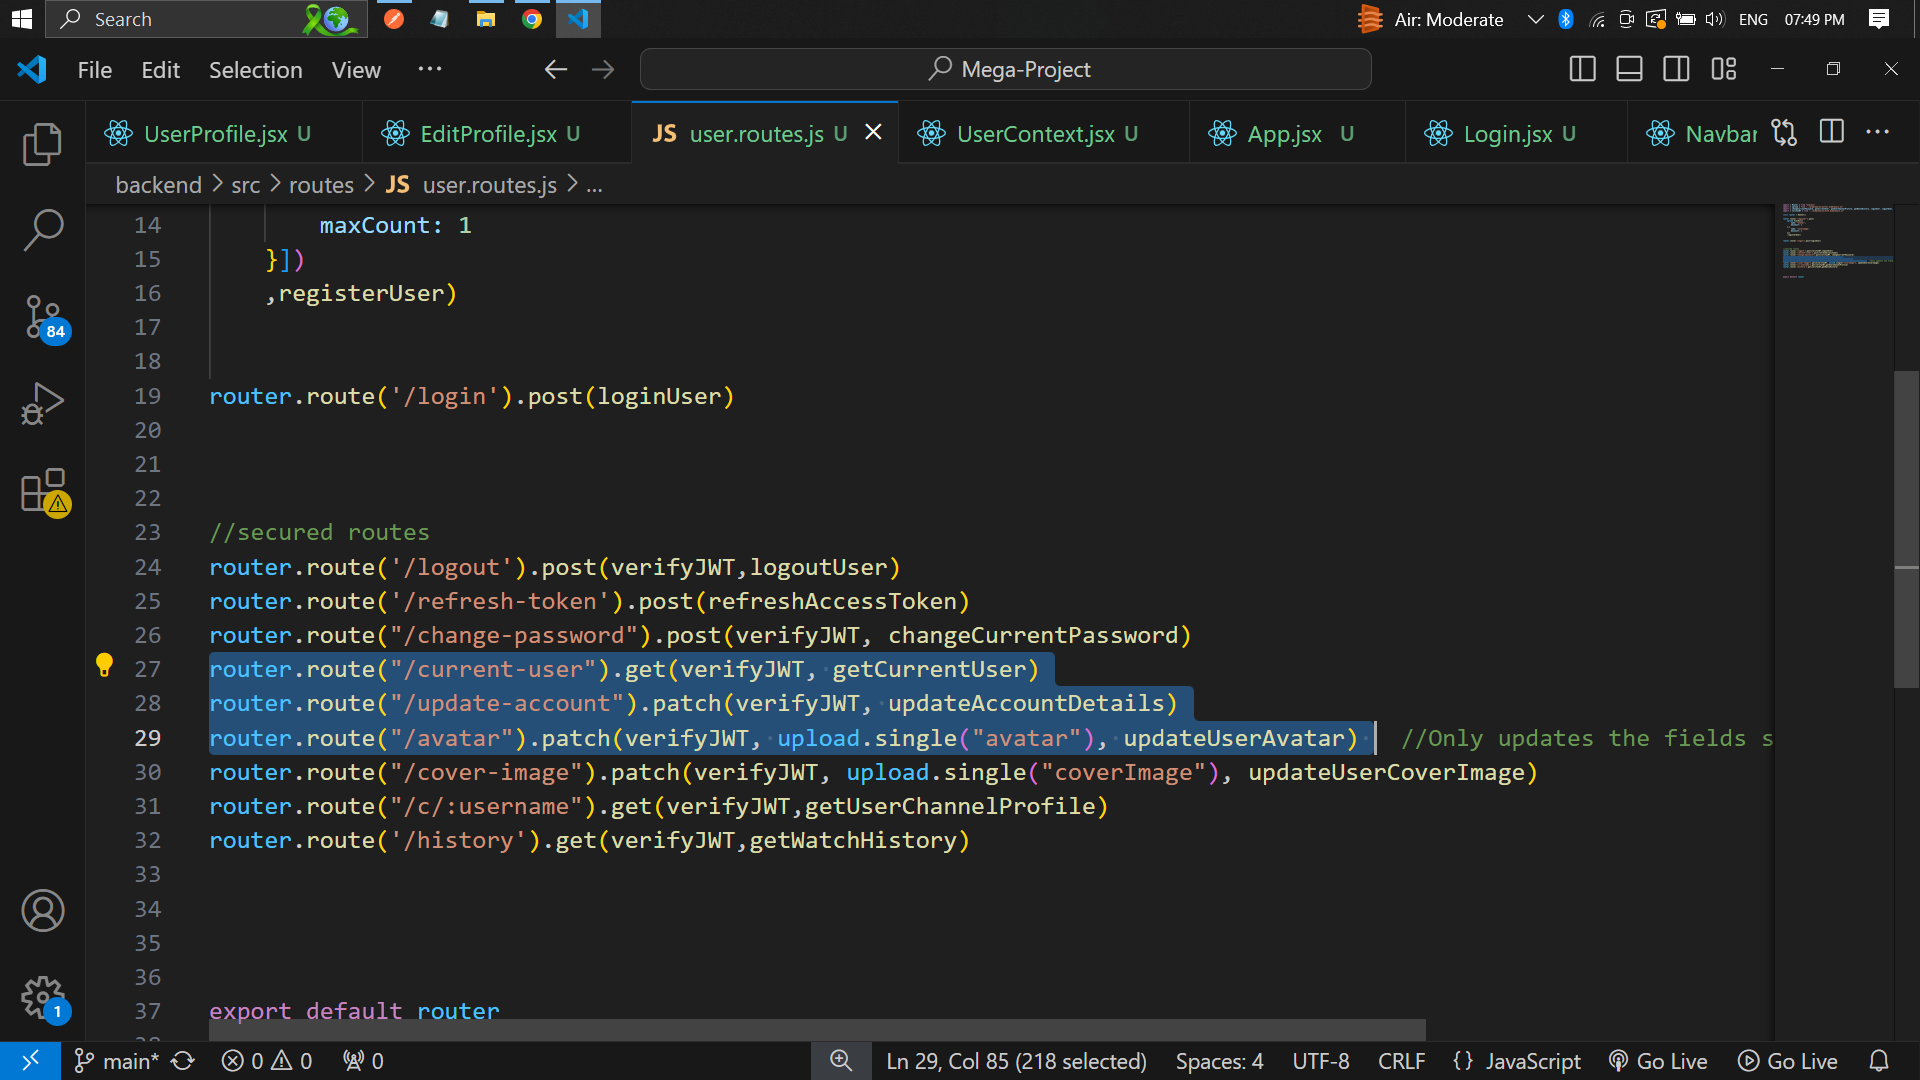 Search
Air: Moderate
ENG
07:49 PM
File Edit Selection View ...
Mega-Project
UserProfile.jsx U
EditProfile.jsx U
JS user.routes.js U
UserContext.jsx U
App.jsx U
Login.jsx U
Navbar
backend > src > routes > JS user.routes.js > ...
14 maxCount: 1
15 }])
16 ,registerUser)
17
18
19 router.route('/login').post(loginUser)
20
21
22
23 //secured routes
24 router.route('/logout').post(verifyJWT,logoutUser)
25 router.route('/refresh-token').post(refreshAccessToken)
26 router.route("/change-password").post(verifyJWT, changeCurrentPassword)
27 router.route("/current-user").get(verifyJWT, getCurrentUser)
28 router.route("/update-account").patch(verifyJWT, updateAccountDetails)
29 router.route("/avatar").patch(verifyJWT, upload.single("avatar"), updateUserAvatar) //Only updates the fields s
30 router.route("/cover-image").patch(verifyJWT, upload.single("coverImage"), updateUserCoverImage)
31 router.route("/c/:username").get(verifyJWT,getUserChannelProfile)
32 router.route('/history').get(verifyJWT,getWatchHistory)
33
34
35
36
37 export default router
84
1
main* 0 0 0
Ln 29, Col 85 (218 selected) Spaces: 4 UTF-8 CRLF {} JavaScript Go Live Go Live